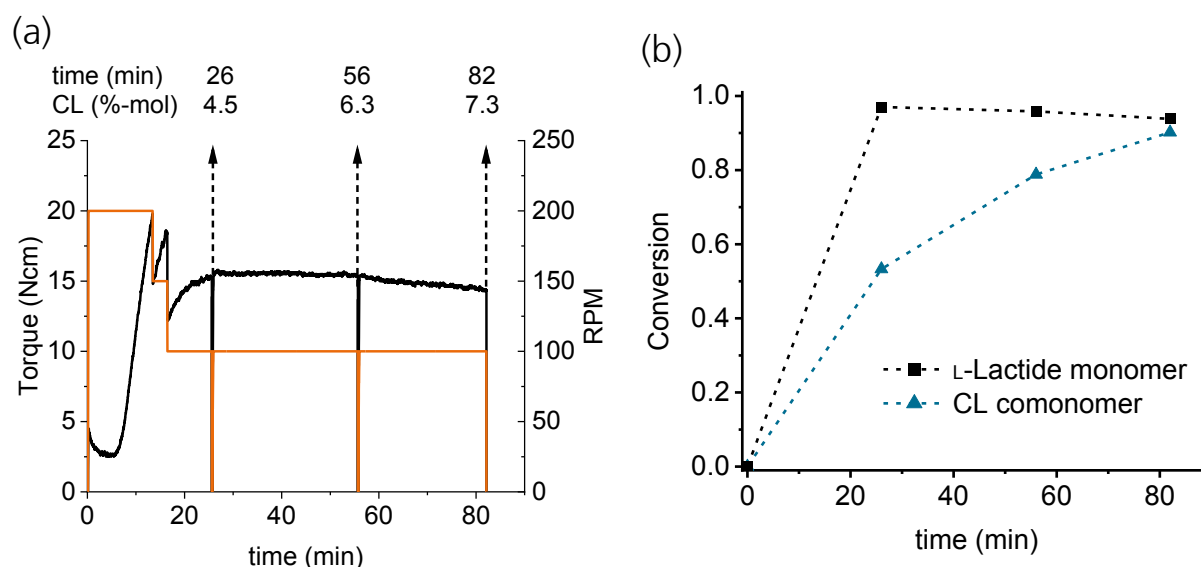 (a)
time (min) 26 56 82
CL (%-mol) 4.5 6.3 7.3
25 250
20 200
15 150
10 100
5 50
0 0
Torque (Ncm)
RPM
0 20 40 60 80
time (min)
(b)
1.0
0.8
0.6
0.4
0.2
0.0
Conversion
L-Lactide monomer
CL comonomer
0 20 40 60 80
time (min)